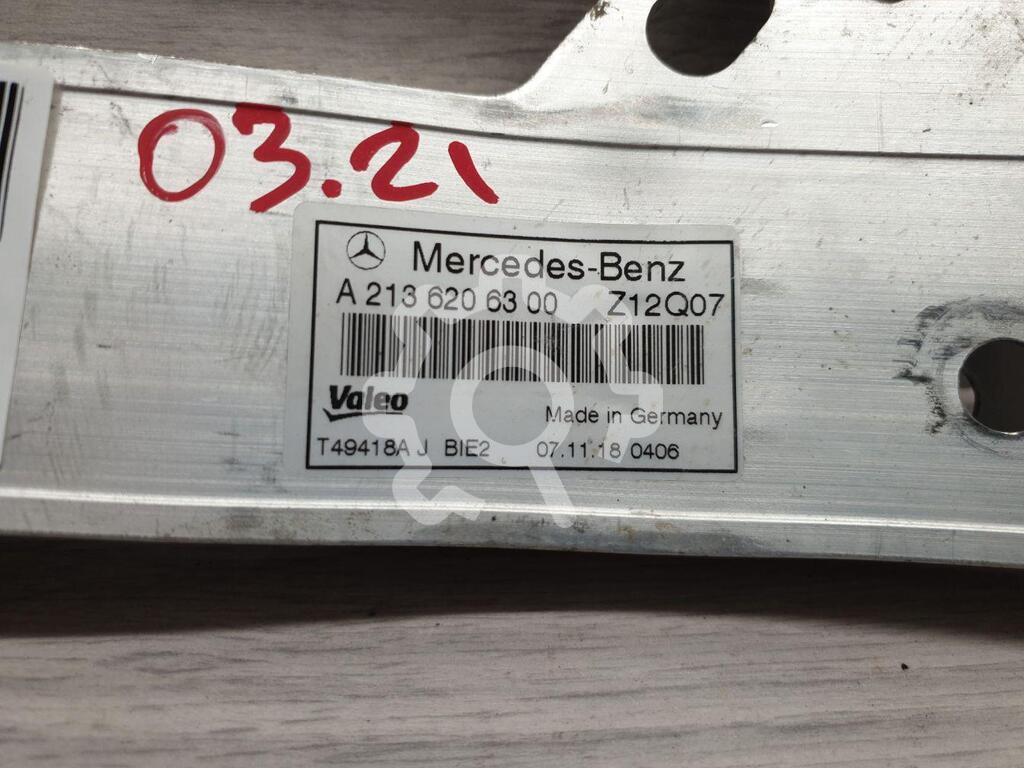 03.21
Mercedes-Benz
A 213 620 63 00 Z12Q07
Valeo
Made in Germany
T49418A J BIE2 07.11.18 0406